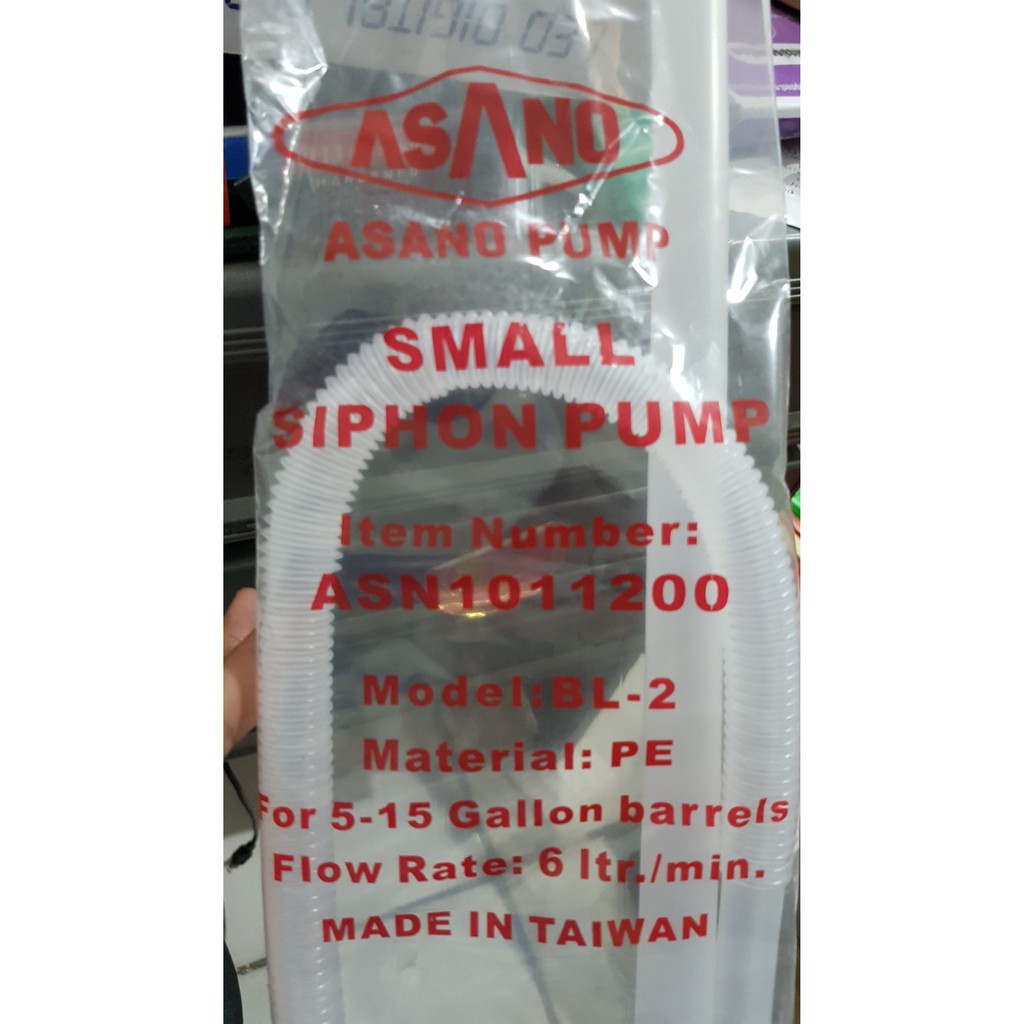 ASANO
ASANO PUMP
SMALL
SIPHON PUMP
Item Number:
ASN1011200
Model:BL-2
Material: PE
For 5-15 Gallon barrels
Flow Rate: 6 ltr./min.
MADE IN TAIWAN